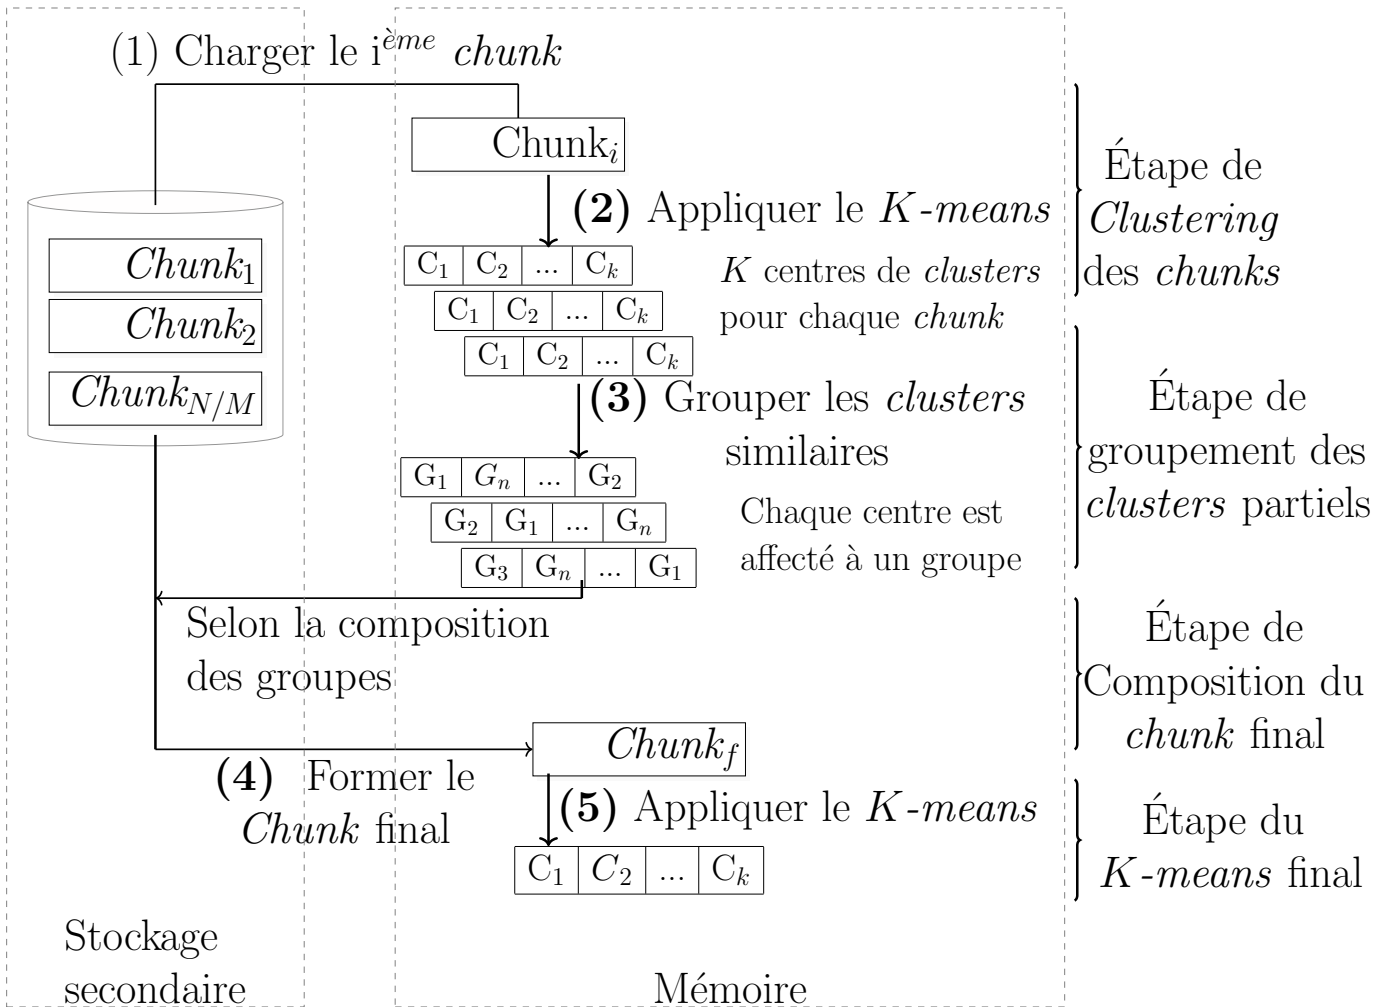 (1) Charger le i^ème chunk
Chunk_i
(2) Appliquer le K-means
C_1 C_2 ... C_k
C_1 C_2 ... C_k
C_1 C_2 ... C_k
K centres de clusters
pour chaque chunk
Étape de
Clustering
des chunks
Chunk_1
Chunk_2
Chunk_N/M
(3) Grouper les clusters
similaires
G_1 G_n ... G_2
G_2 G_1 ... G_n
G_3 G_n ... G_1
Chaque centre est
affecté à un groupe
Étape de
groupement des
clusters partiels
Selon la composition
des groupes
Étape de
Composition du
chunk final
Chunk_f
(4) Former le
Chunk final
(5) Appliquer le K-means
C_1 C_2 ... C_k
Étape du
K-means final
Stockage
secondaire
Mémoire